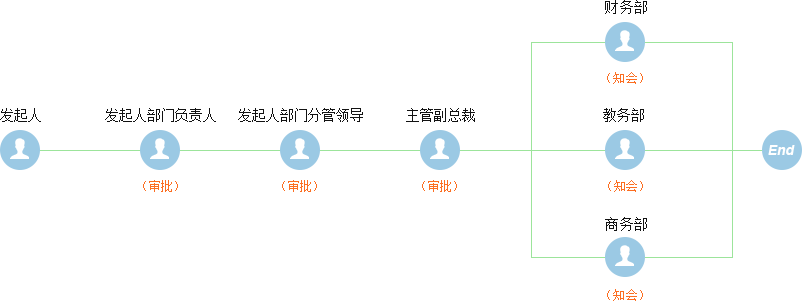 财务部
（知会）
发起人
发起人部门负责人
（审批）
发起人部门分管领导
（审批）
主管副总裁
（审批）
教务部
（知会）
End
商务部
（知会）